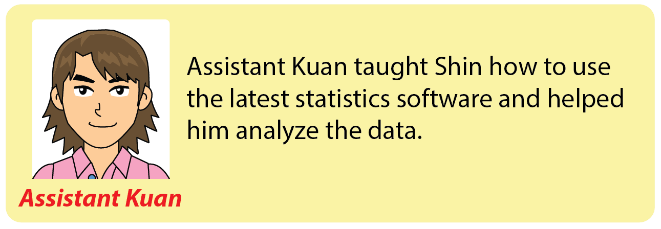 Assistant Kuan taught Shin how to use
the latest statistics software and helped
him analyze the data.
Assistant Kuan